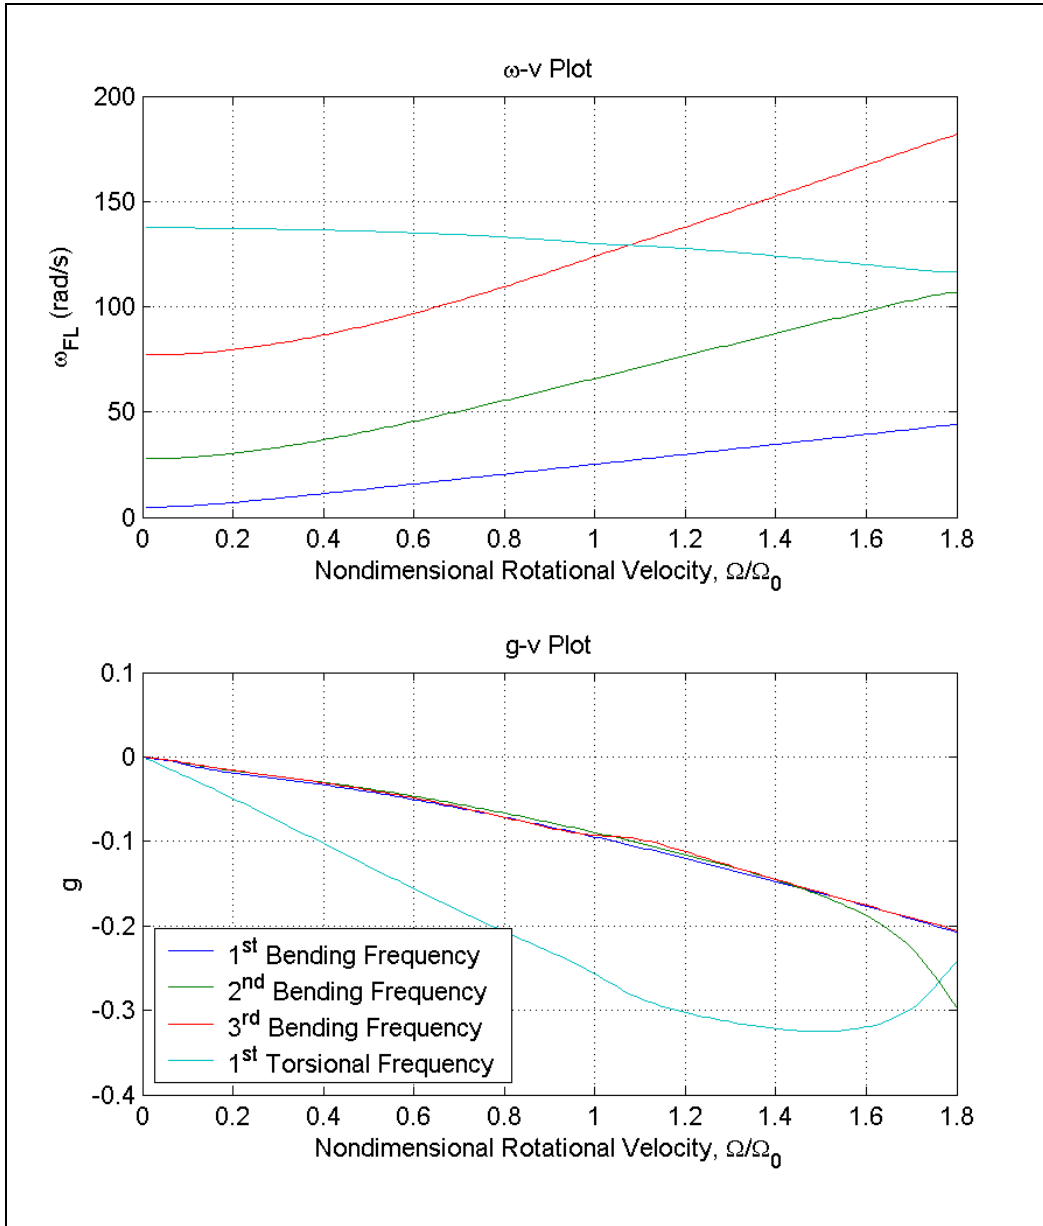 ω-v Plot
200
150
100
50
0
ω_FL (rad/s)
0 0.2 0.4 0.6 0.8 1 1.2 1.4 1.6 1.8
Nondimensional Rotational Velocity, Ω/Ω_0
g-v Plot
0.1
0
-0.1
-0.2
-0.3
-0.4
g
1st Bending Frequency
2nd Bending Frequency
3rd Bending Frequency
1st Torsional Frequency
0 0.2 0.4 0.6 0.8 1 1.2 1.4 1.6 1.8
Nondimensional Rotational Velocity, Ω/Ω_0